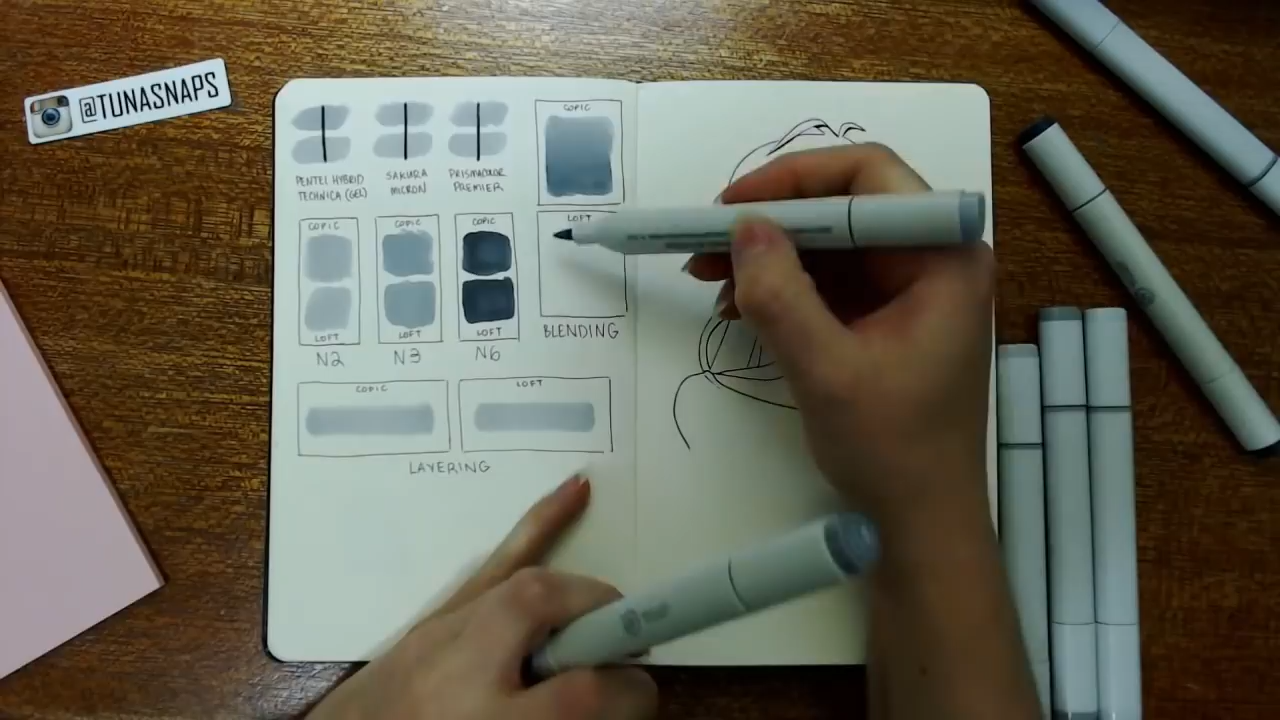 @TUNASNAPS
PENTEL HYBRID
TECHNICA (GEL)
SAKURA
MICRON
PRISMACOLOR
PREMIER
COPIC
LOFT
BLENDING
COPIC
LOFT
N2
COPIC
LOFT
N3
COPIC
LOFT
N6
COPIC
LOFT
LAYERING